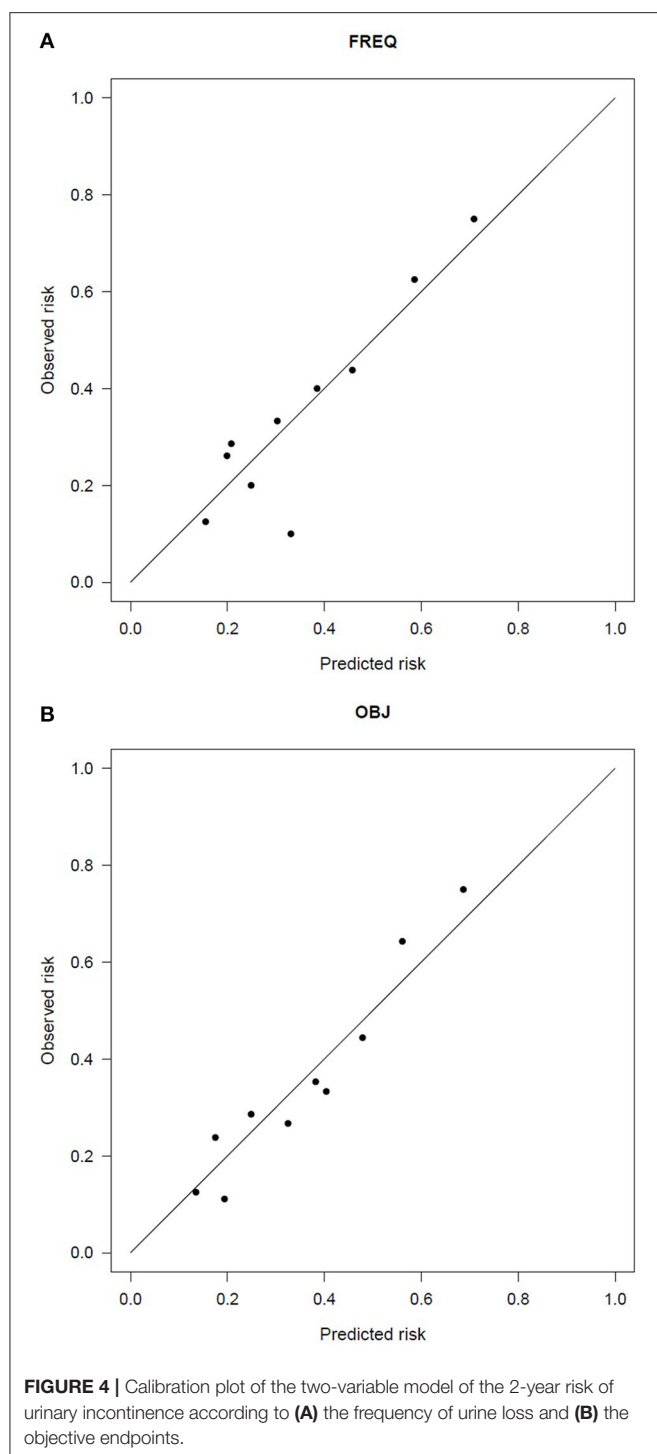 A
FREQ
1.0
0.8
0.6
0.4
0.2
0.0
Observed risk
0.0 0.2 0.4 0.6 0.8 1.0
Predicted risk
B
OBJ
1.0
0.8
0.6
0.4
0.2
0.0
Observed risk
0.0 0.2 0.4 0.6 0.8 1.0
Predicted risk
FIGURE 4 | Calibration plot of the two-variable model of the 2-year risk of
urinary incontinence according to (A) the frequency of urine loss and (B) the
objective endpoints.